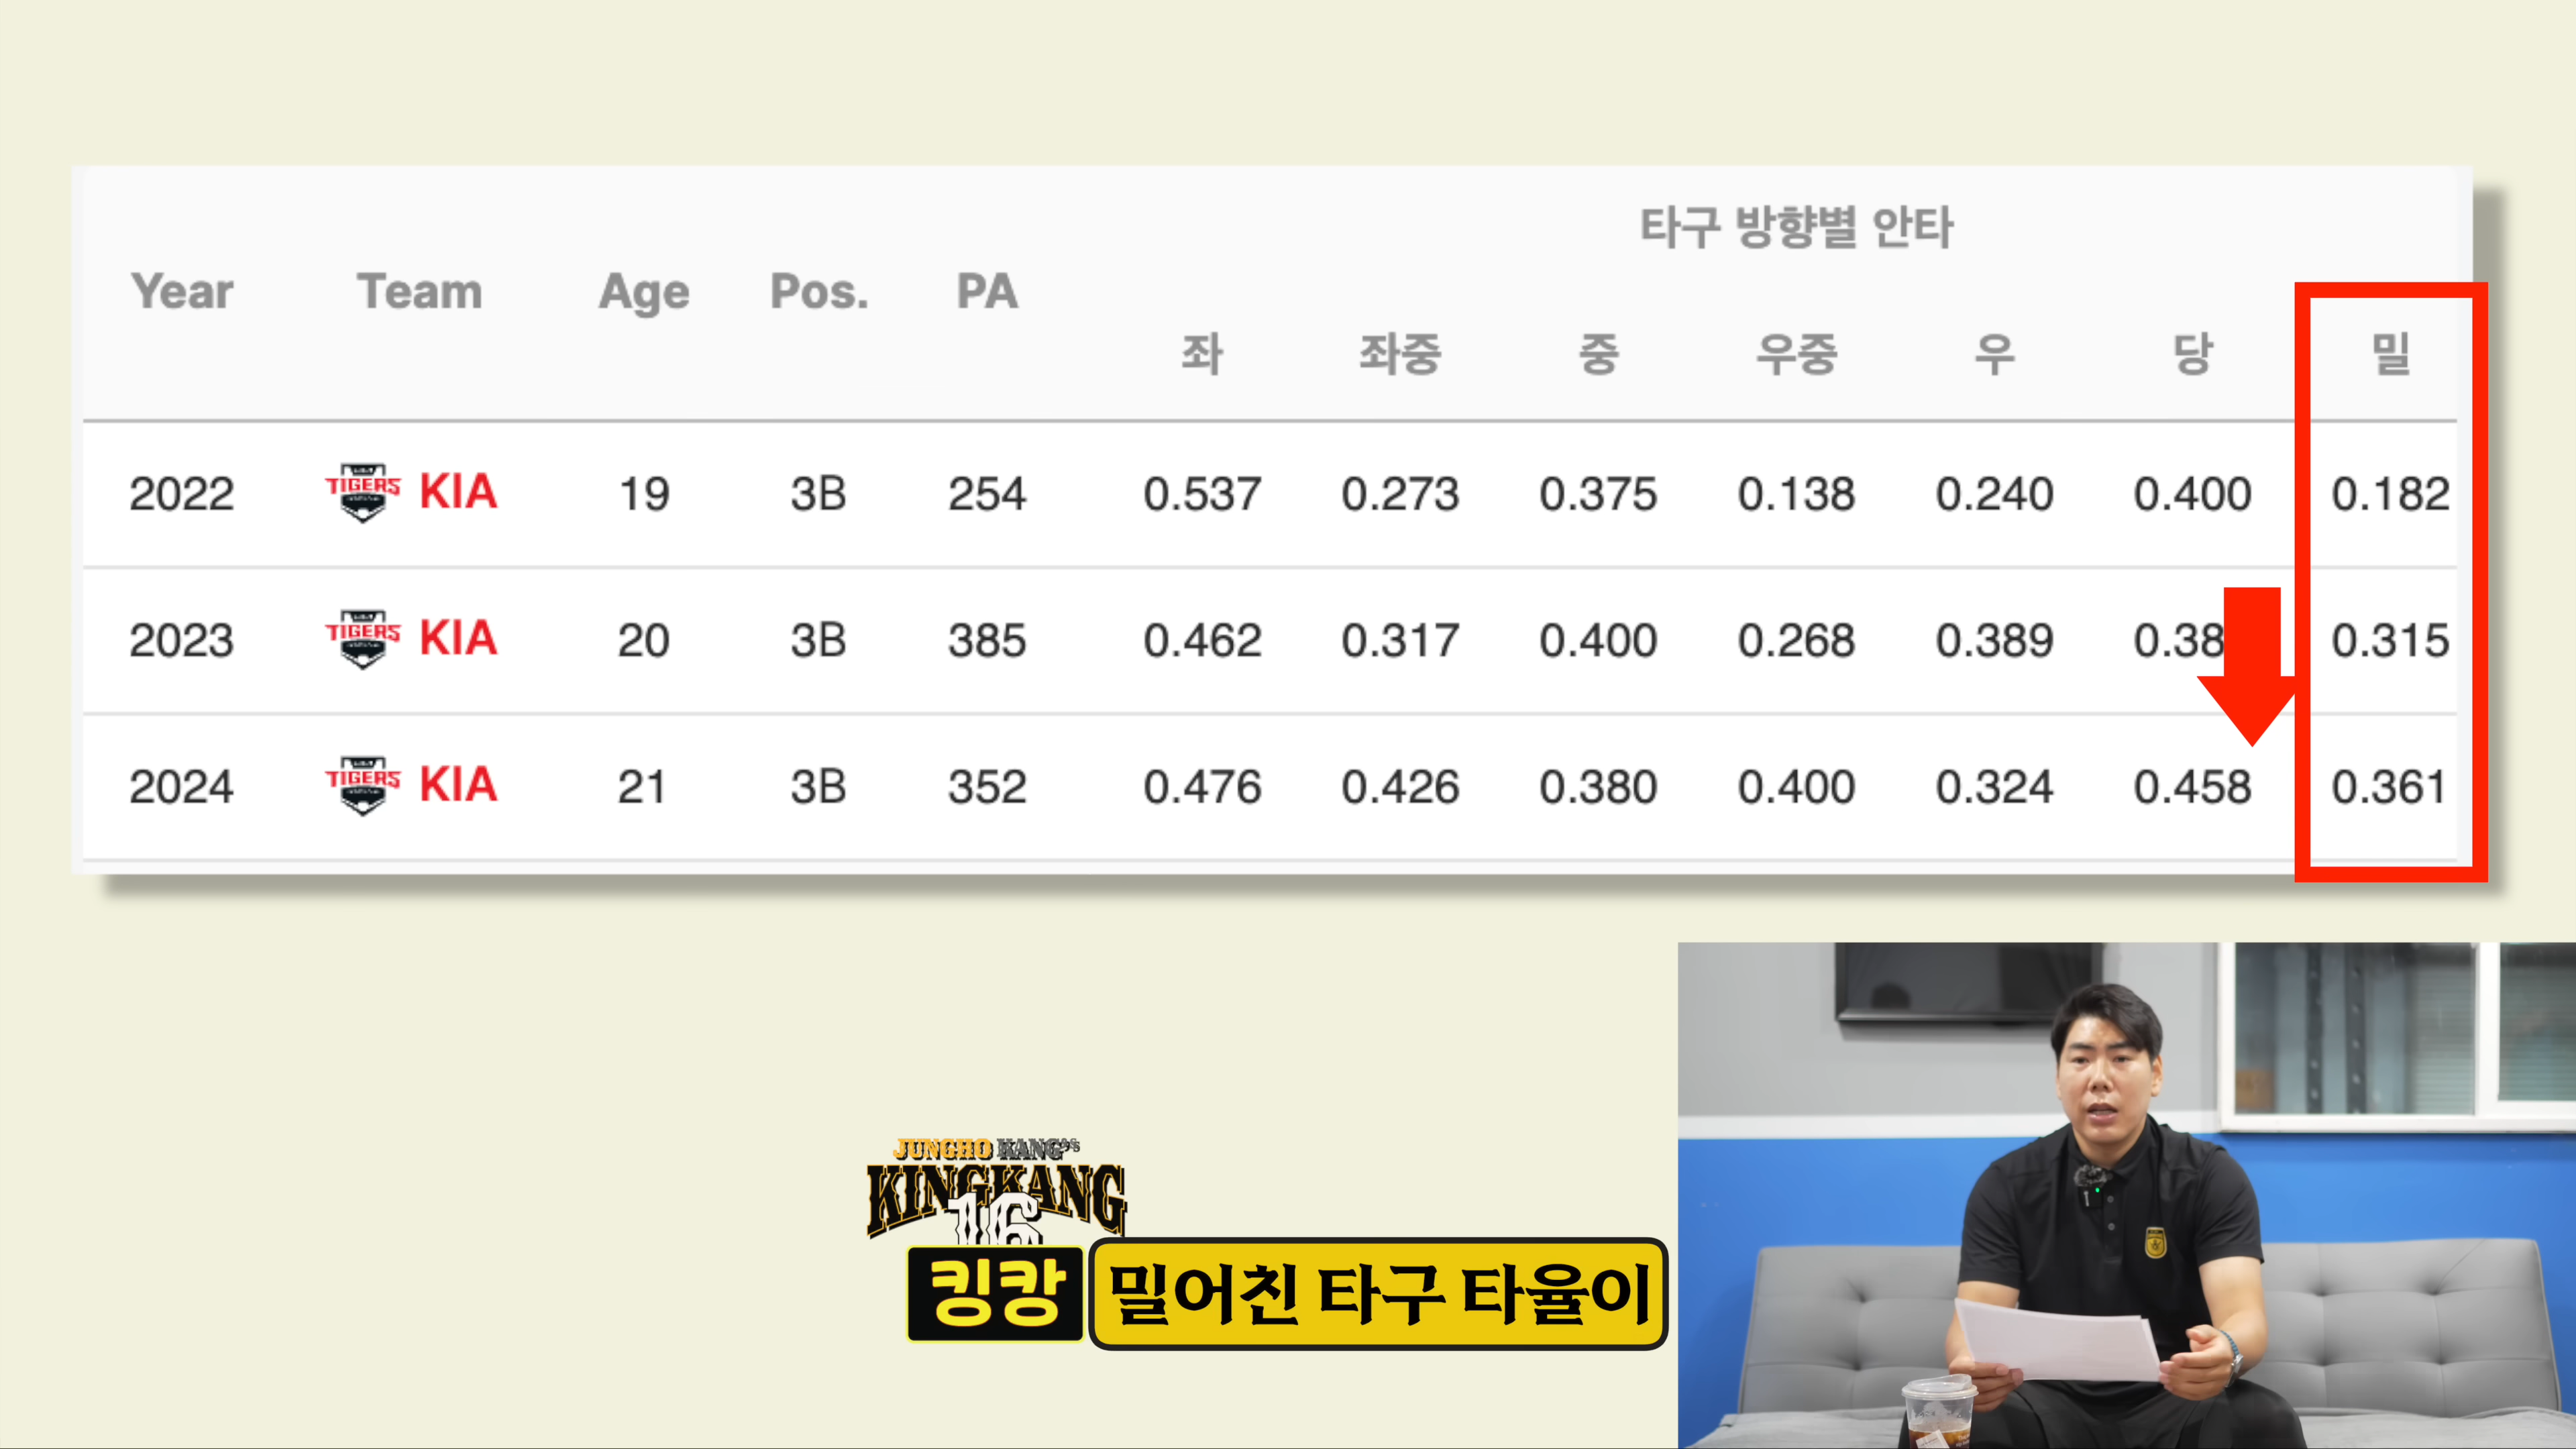 타구 방향별 안타
Year Team Age Pos. PA
좌 좌중 중 우중 우 당 밀
2022 TIGERS KIA 19 3B 254 0.537 0.273 0.375 0.138 0.240 0.400 0.182
2023 TIGERS KIA 20 3B 385 0.462 0.317 0.400 0.268 0.389 0.38 0.315
2024 TIGERS KIA 21 3B 352 0.476 0.426 0.380 0.400 0.324 0.458 0.361
JUNGHO KANG's
KINGKANG
16
킹캉 밀어친 타구 타율이